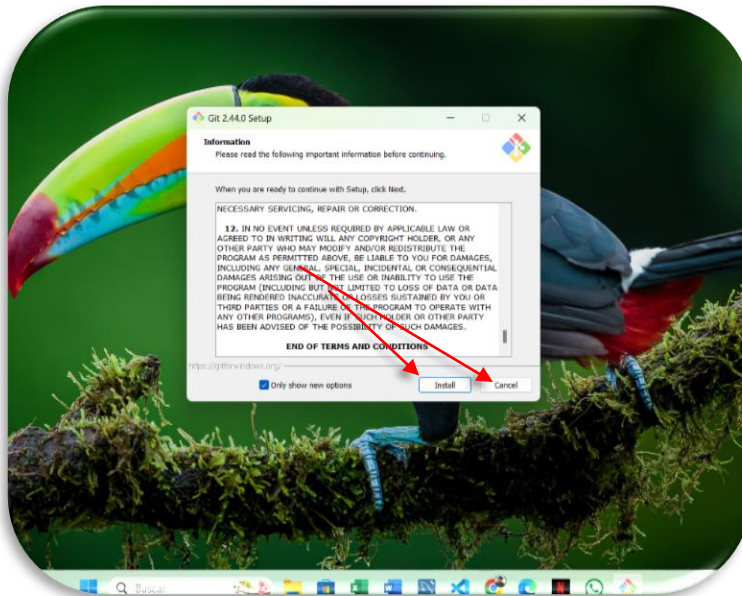 Git 2.44.0 Setup
Information
Please read the following important information before continuing.
When you are ready to continue with Setup, click Next.
NECESSARY SERVICING, REPAIR OR CORRECTION.
12. IN NO EVENT UNLESS REQUIRED BY APPLICABLE LAW OR
AGREED TO IN WRITING WILL ANY COPYRIGHT HOLDER, OR ANY
OTHER PARTY WHO MAY MODIFY AND/OR REDISTRIBUTE THE
PROGRAM AS PERMITTED ABOVE, BE LIABLE TO YOU FOR DAMAGES,
INCLUDING ANY GENERAL, SPECIAL, INCIDENTAL OR CONSEQUENTIAL
DAMAGES ARISING OUT OF THE USE OR INABILITY TO USE THE
PROGRAM (INCLUDING BUT NOT LIMITED TO LOSS OF DATA OR DATA
BEING RENDERED INACCURATE OR LOSSES SUSTAINED BY YOU OR
THIRD PARTIES OR A FAILURE OF THE PROGRAM TO OPERATE WITH
ANY OTHER PROGRAMS), EVEN IF SUCH HOLDER OR OTHER PARTY
HAS BEEN ADVISED OF THE POSSIBILITY OF SUCH DAMAGES.
END OF TERMS AND CONDITIONS
https://gitforwindows.org/
Only show new options
Install
Cancel
Buscar